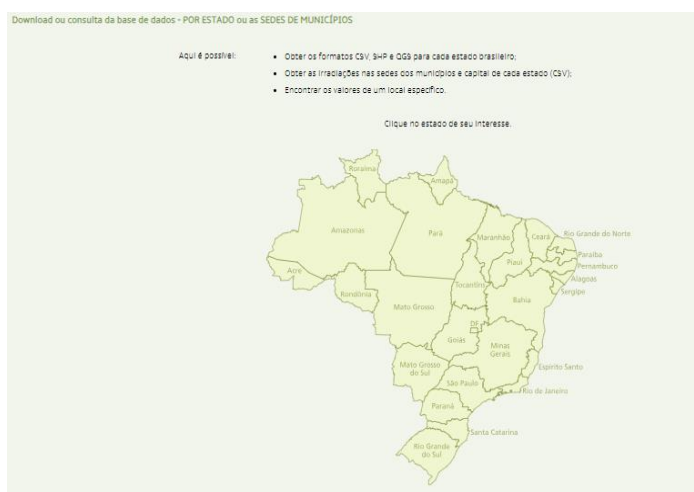 Download ou consulta da base de dados - POR ESTADO ou as SEDES DE MUNICÍPIOS
Aqui é possível:
• Obter os formatos CSV, SHP e QGS para cada estado brasileiro;
• Obter as irradiações nas sedes dos municípios e capital de cada estado (CSV);
• Encontrar os valores de um local específico.
Clique no estado de seu interesse.
Roraima
Amapá
Amazonas
Pará
Maranhão
Ceará
Rio Grande do Norte
Paraíba
Piauí
Pernambuco
Acre
Alagoas
Tocantins
Sergipe
Rondônia
Bahia
Mato Grosso
DF
Goiás
Minas
Gerais
Mato Grosso
do Sul
Espírito Santo
São Paulo
Rio de Janeiro
Paraná
Santa Catarina
Rio Grande
do Sul